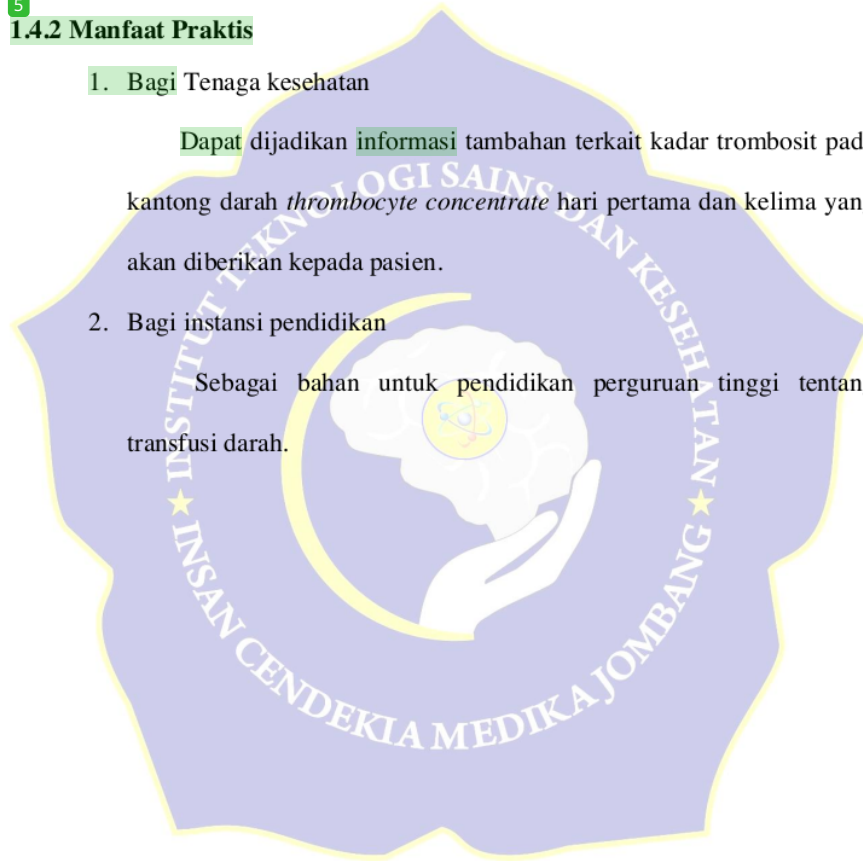 5
1.4.2 Manfaat Praktis
1. Bagi Tenaga kesehatan
Dapat dijadikan informasi tambahan terkait kadar trombosit pad
kantong darah thrombocyte concentrate hari pertama dan kelima yan
akan diberikan kepada pasien.
2. Bagi instansi pendidikan
Sebagai bahan untuk pendidikan perguruan tinggi tentan
transfusi darah.
INSTITUT TEKNOLOGI SAINS DAN KESEHATAN
INSAN CENDEKIA MEDIKA JOMBANG